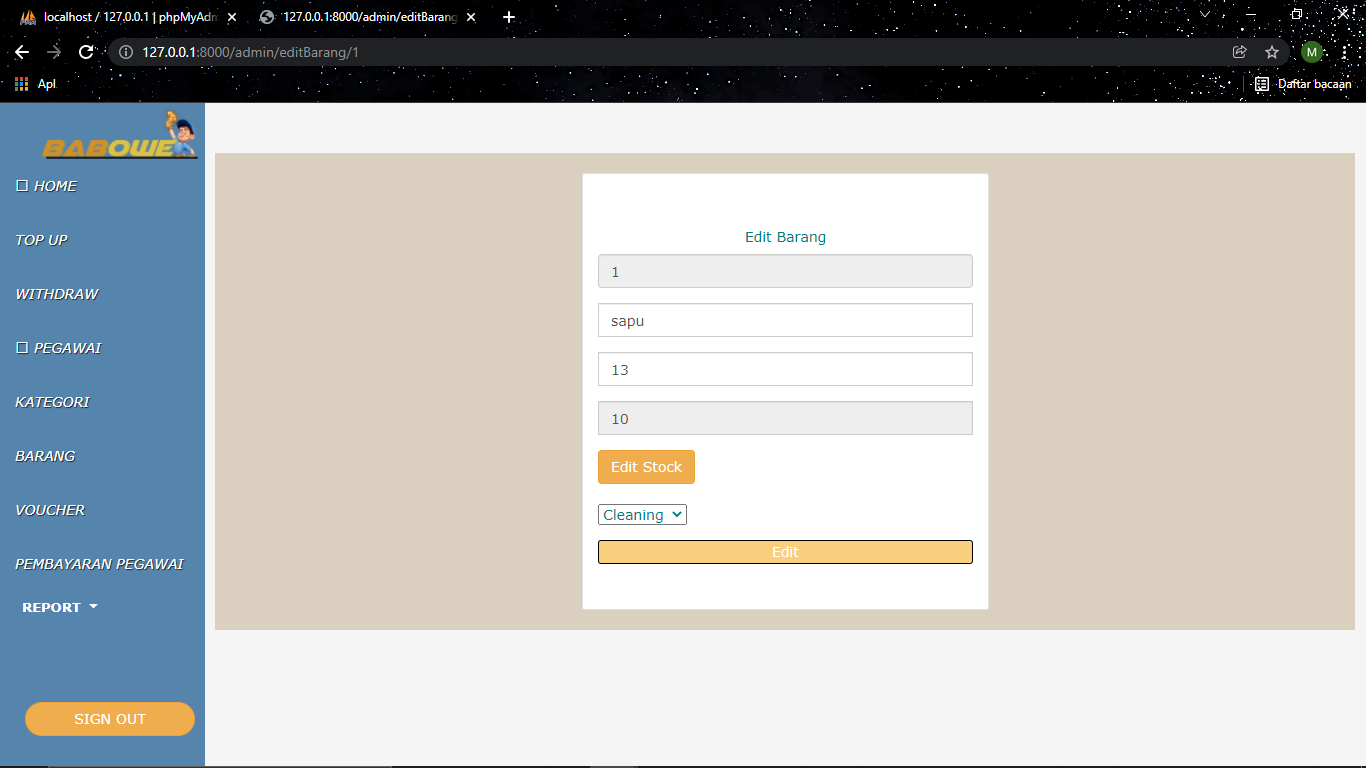 localhost / 127.0.0.1 | phpMyAdm
127.0.0.1:8000/admin/editBarang
127.0.0.1:8000/admin/editBarang/1
M
Apl
Daftar bacaan
BABOWE
HOME
TOP UP
WITHDRAW
PEGAWAI
KATEGORI
BARANG
VOUCHER
PEMBAYARAN PEGAWAI
REPORT
SIGN OUT
Edit Barang
1
sapu
13
10
Edit Stock
Cleaning
Edit